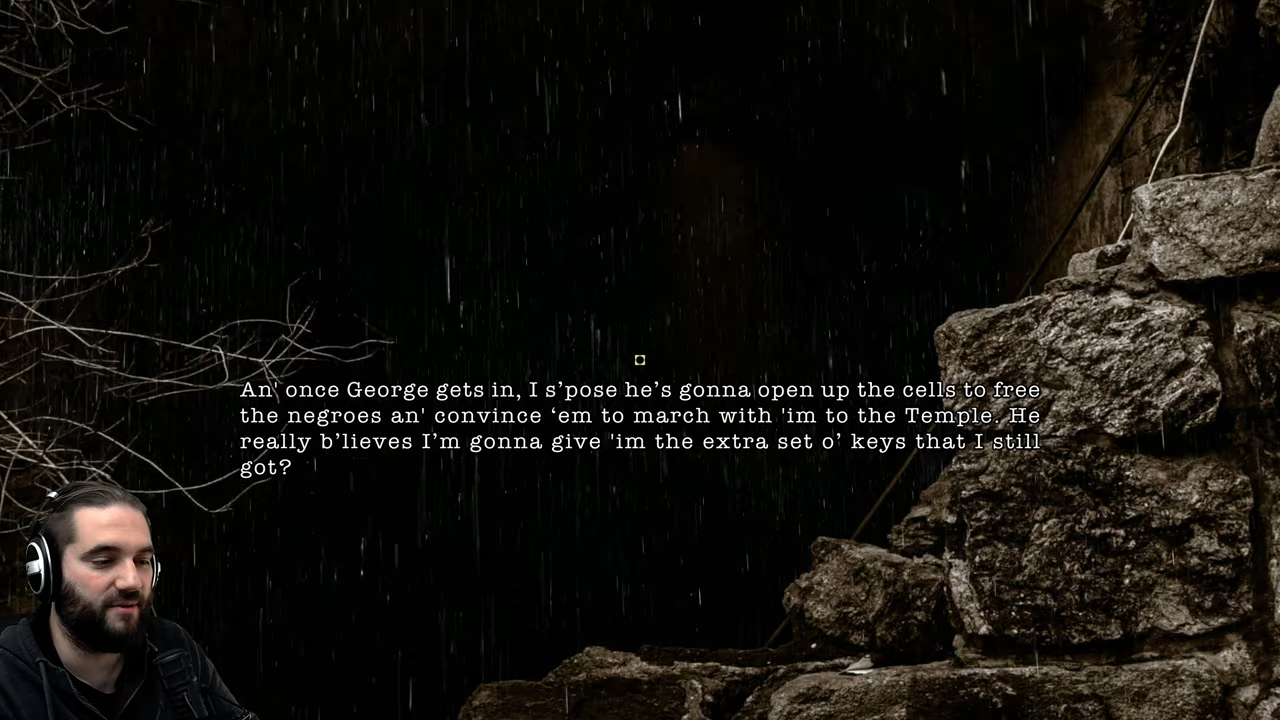 An' once George gets in, I s’pose he’s gonna open up the cells to free
the negroes an' convince ‘em to march with 'im to the Temple. He
really b’lieves I’m gonna give 'im the extra set o’ keys that I still
got?